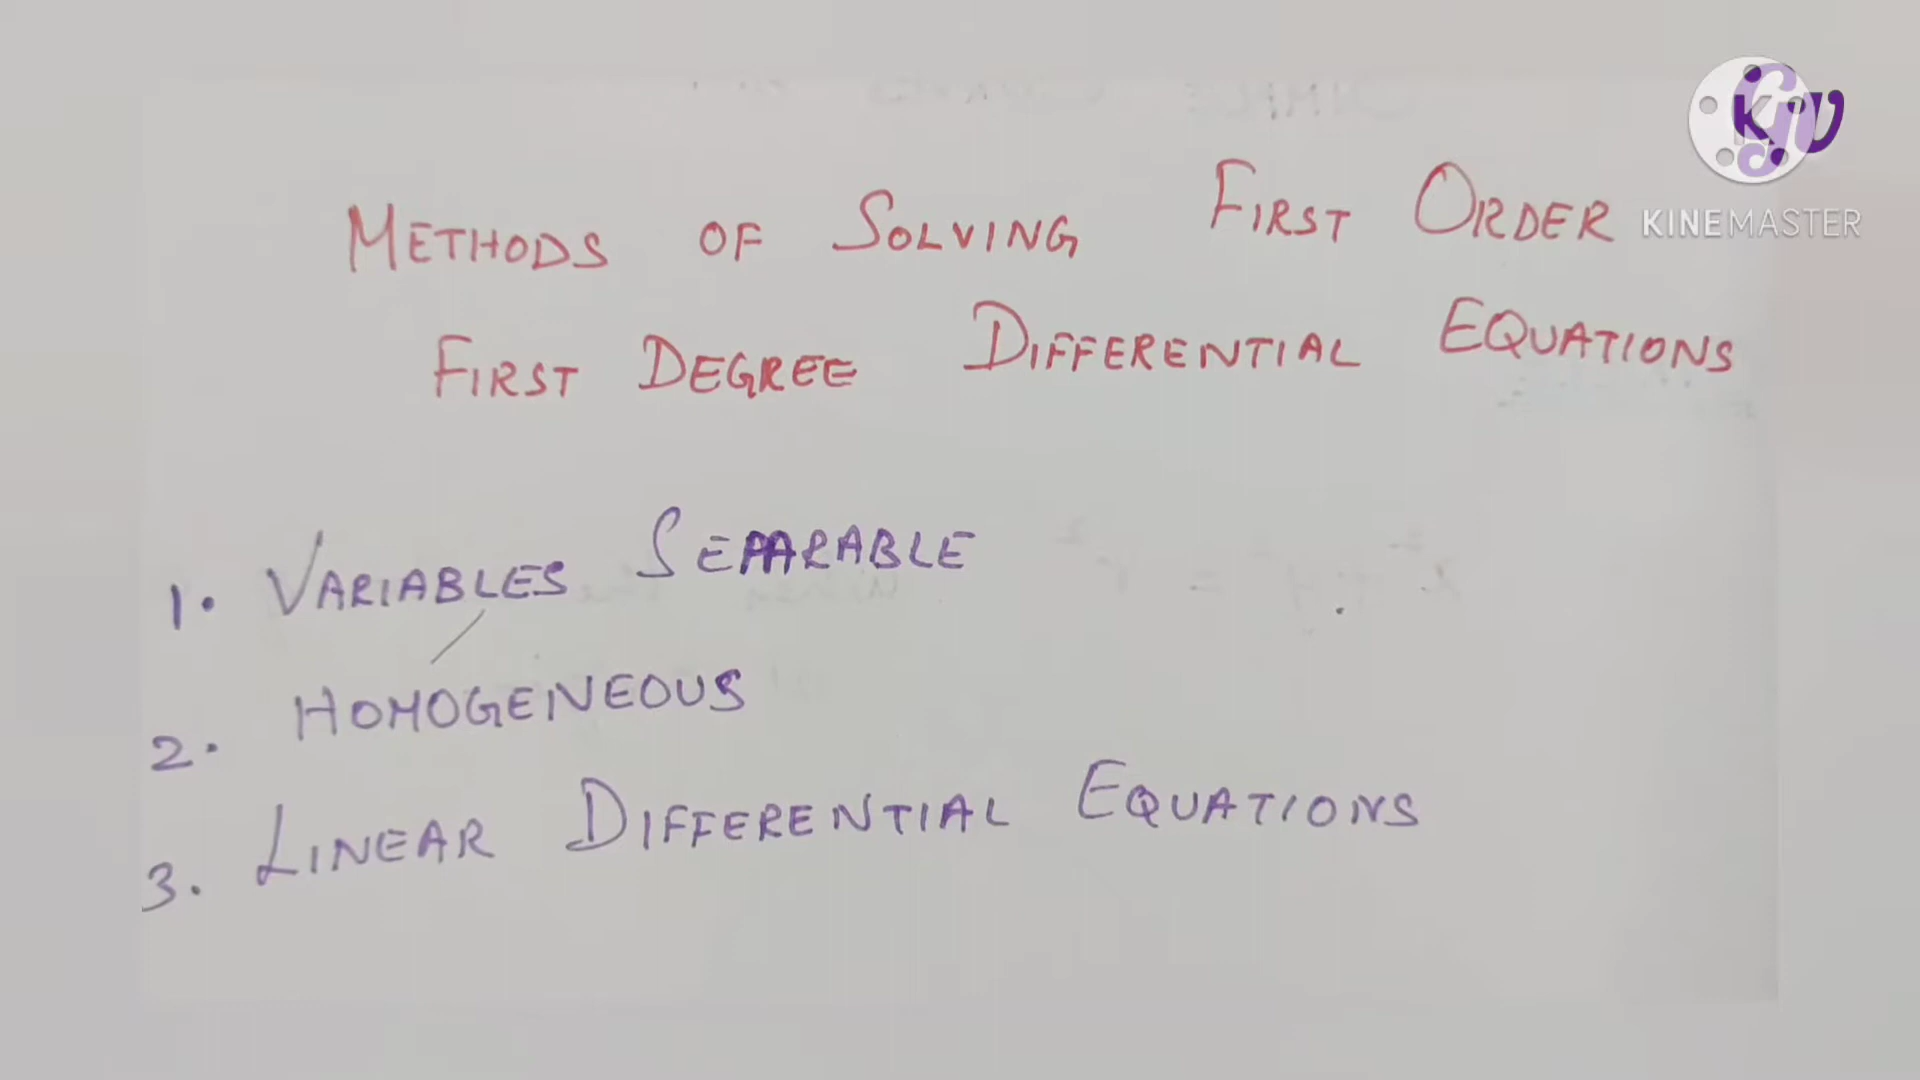 METHODS OF SOLVING FIRST ORDER
FIRST DEGREE DIFFERENTIAL EQUATIONS
1. VARIABLES SEPARABLE
2. HOMOGENEOUS
3. LINEAR DIFFERENTIAL EQUATIONS
KINEMASTER